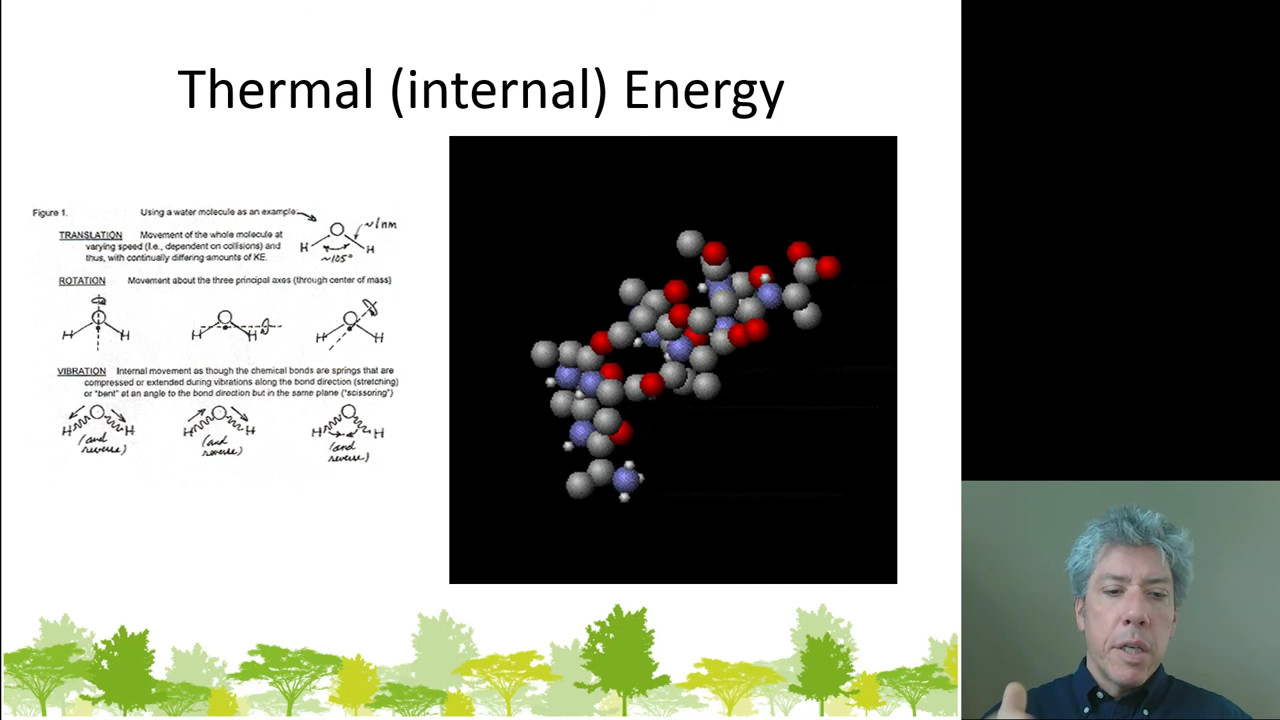 Thermal (internal) Energy
Figure 1. Using a water molecule as an example:
~1nm
TRANSLATION Movement of the whole molecule at
varying speed (I.e., dependent on collisions) and
thus, with continually differing amounts of KE.
H H
~105°
ROTATION Movement about the three principal axes (through center of mass)
H H H H H H
VIBRATION Internal movement as though the chemical bonds are springs that are
compressed or extended during vibrations along the bond direction (stretching)
or "bent" at an angle to the bond direction but in the same plane ("scissoring")
H H H H H H
(and reverse) (and reverse) (and reverse)